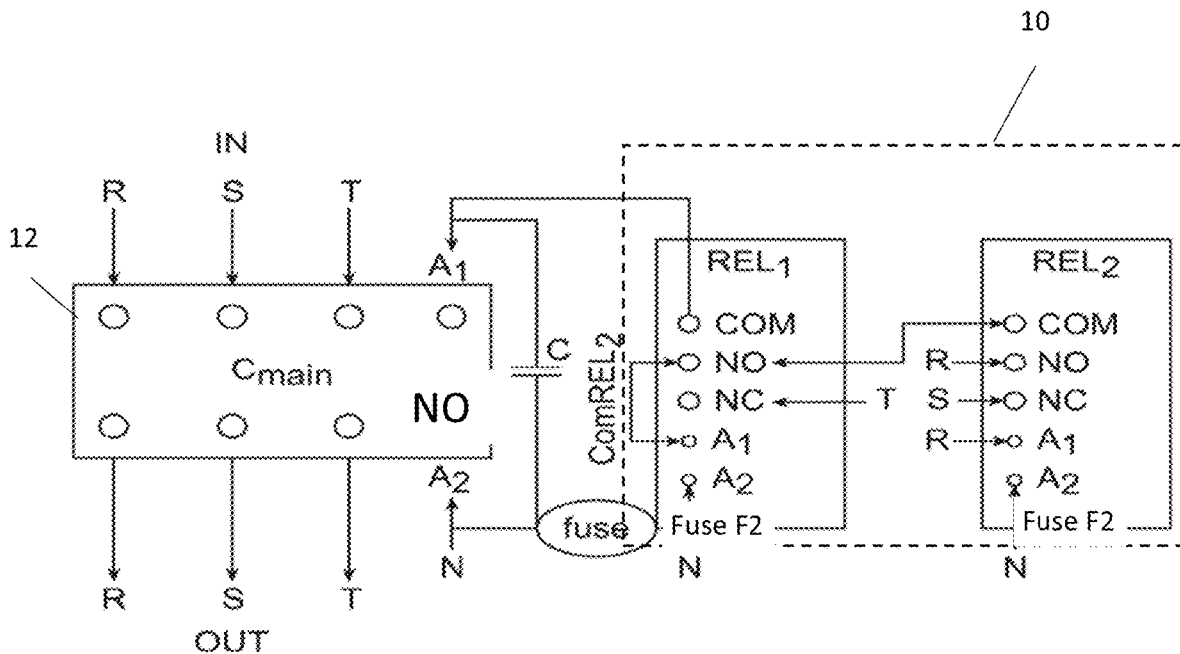 10
IN
R S T
12
A1
REL1
REL2
COM
COM
C
NO
R
NO
Cmain
NO
ComREL2
NC
T
S
NC
A1
R
A1
A2
A2
A2
fuse
Fuse F2
Fuse F2
N
N
N
R S T
OUT